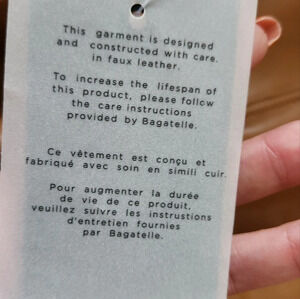 This garment is designed
and constructed with care.
in faux leather.
To increase the lifespan of
this product, please follow
the care instructions
provided by Bagatelle.
Ce vêtement est conçu et
fabriqué avec soin en simili cuir.
Pour augmenter la durée
de vie de ce produit,
veuillez suivre les instrustions
d'entretien fournies
par Bagatelle.